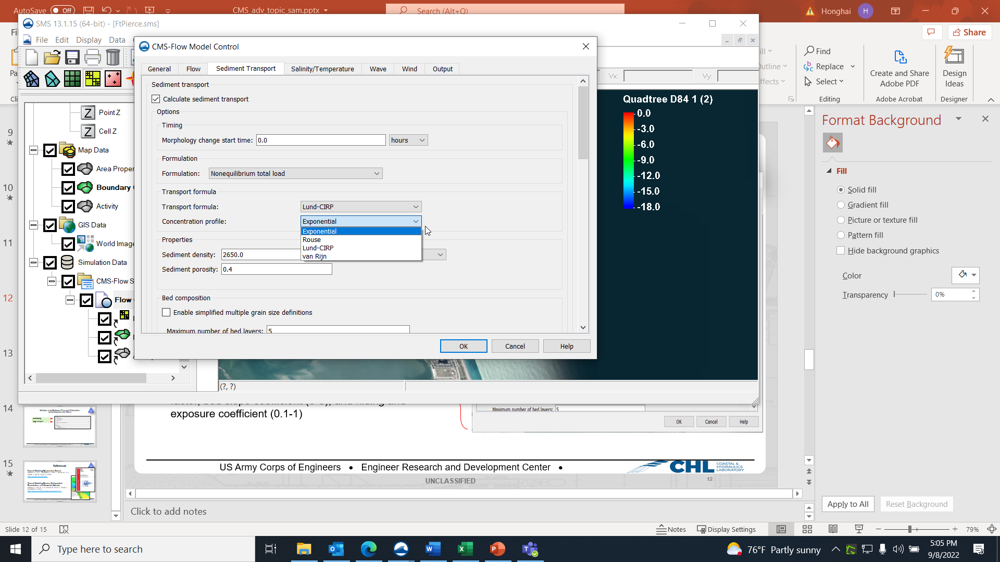 AutoSave Off
CMS_adv_topic_sam.pptx
Search (Alt+Q)
Honghai H
SMS 13.1.15 (64-bit) - [FtPierce.sms]
File Edit Display Data
CMS-Flow Model Control
General Flow Sediment Transport Salinity/Temperature Wave Wind Output
Sediment transport
Calculate sediment transport
Options
Timing
Morphology change start time: 0.0 hours
Formulation
Formulation: Nonequilibrium total load
Transport formula
Transport formula: Lund-CIRP
Concentration profile: Exponential
Exponential
Rouse
Lund-CIRP
van Rijn
Properties
Sediment density: 2650.0
Sediment porosity: 0.4
Bed composition
Enable simplified multiple grain size definitions
Maximum number of bed layers: 5
OK Cancel Help
Point Z
Cell Z
Map Data
Area Proper
Boundary
Activity
GIS Data
World Image
Simulation Data
CMS-Flow S
Flow
Vx: Vy:
Quadtree D84 1 (2)
0.0
-3.0
-6.0
-9.0
-12.0
-15.0
-18.0
(?, ?)
Share
Find
Replace
Select
Editing
Create and Share
Adobe PDF
Adobe Acrobat
Design
Ideas
Designer
Format Background
Fill
Solid fill
Gradient fill
Picture or texture fill
Pattern fill
Hide background graphics
Color
Transparency 0%
Apply to All Reset Background
9
10
11
12
13
14
15
References
exposure coefficient (0.1-1)
Maximum number of bed layers: 5
OK Cancel Help
US Army Corps of Engineers • Engineer Research and Development Center •
CHL COASTAL &
HYDRAULICS
LABORATORY
UNCLASSIFIED
12
Click to add notes
Slide 12 of 15
Notes Display Settings 79%
Type here to search
76°F Partly sunny
5:05 PM
9/8/2022